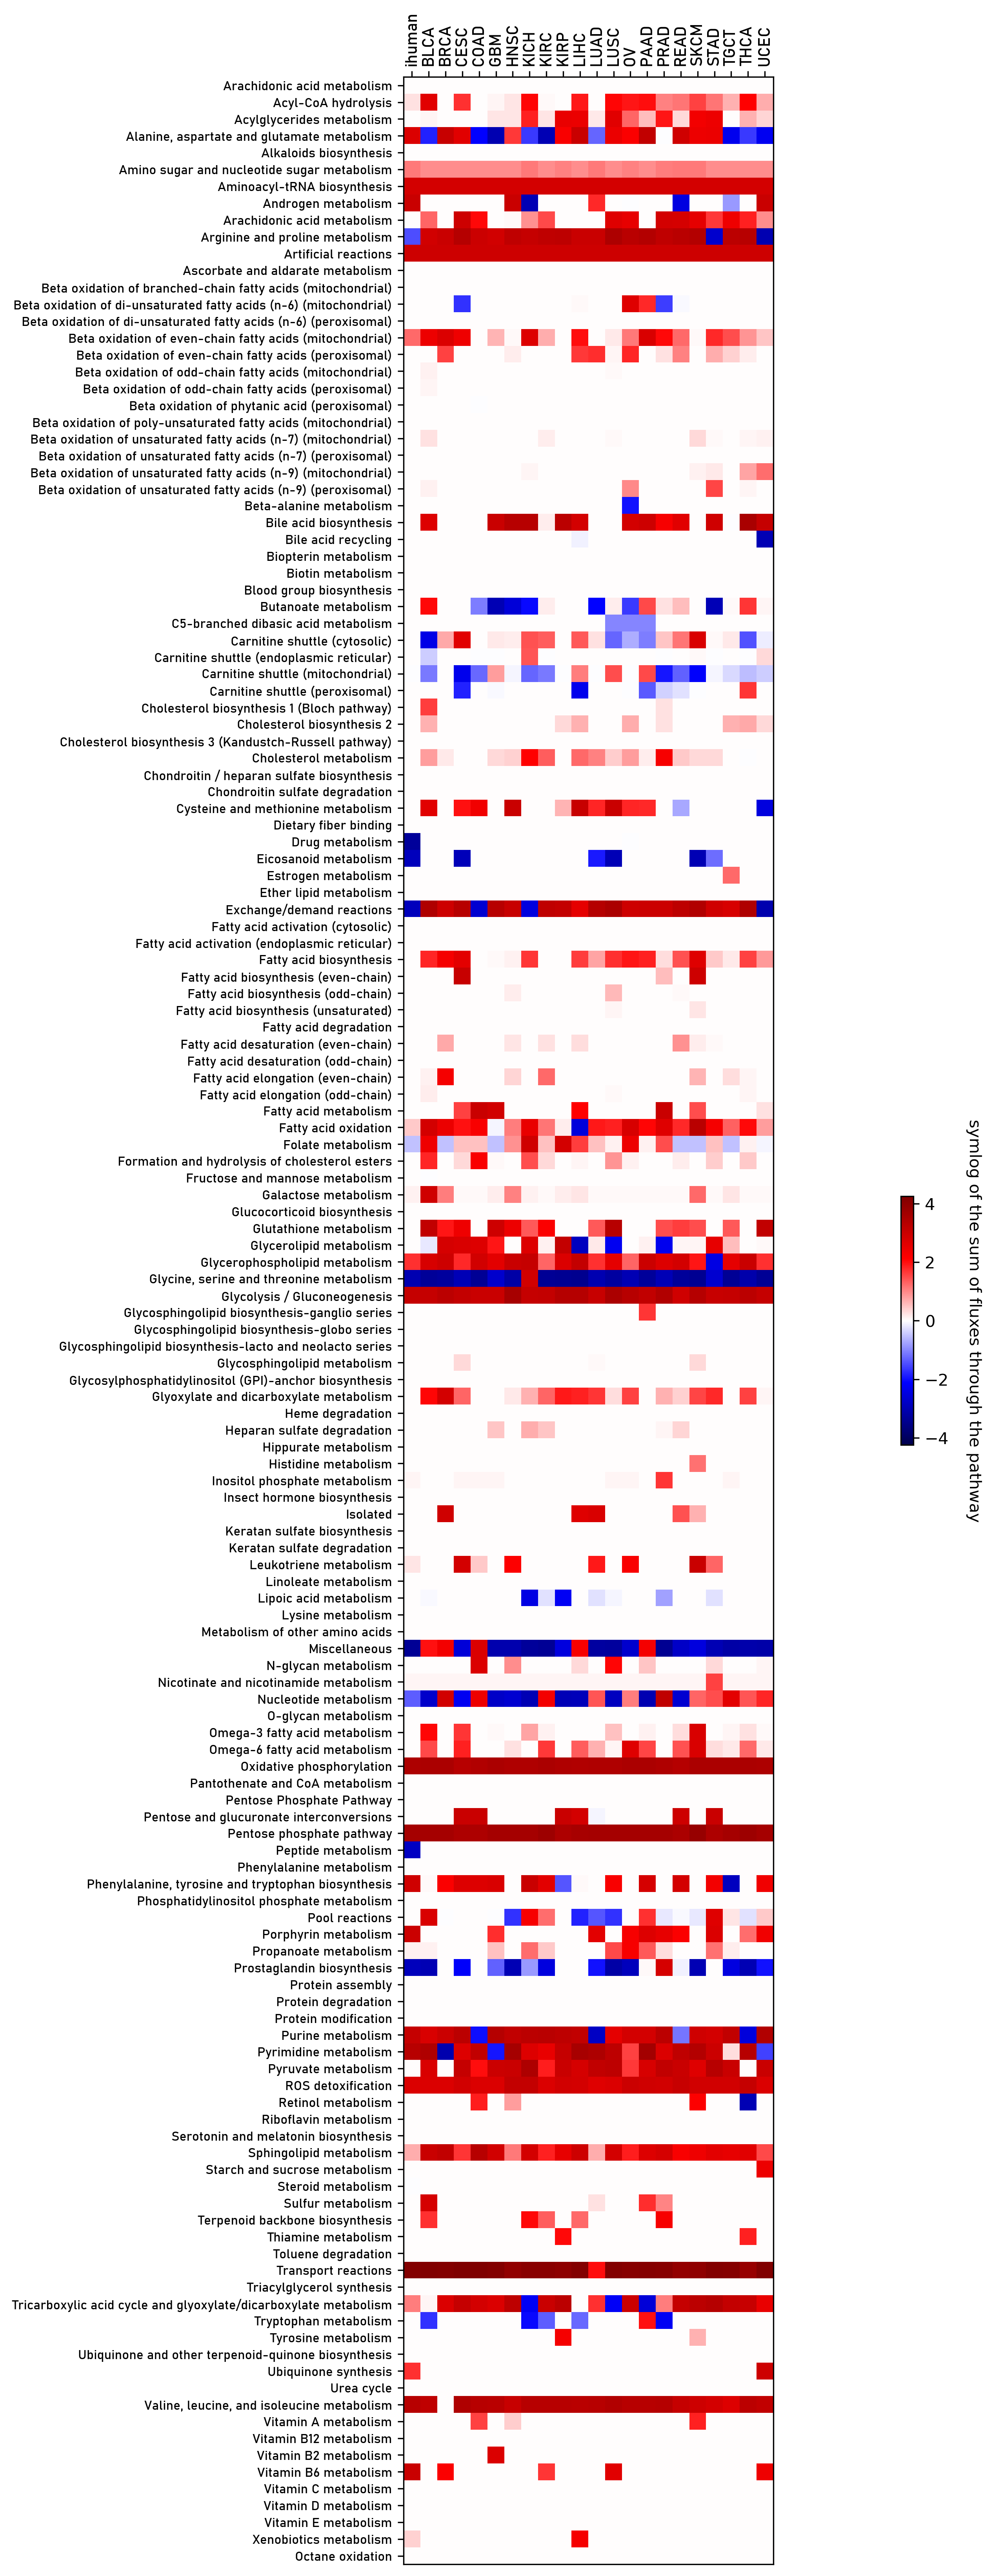 ihuman
BLCA
BRCA
CESC
COAD
GBM
HNSC
KICH
KIRC
KIRP
LIHC
LUAD
LUSC
OV
PAAD
PRAD
READ
SKCM
STAD
TGCT
THCA
UCEC
Arachidonic acid metabolism
Acyl-CoA hydrolysis
Acylglycerides metabolism
Alanine, aspartate and glutamate metabolism
Alkaloids biosynthesis
Amino sugar and nucleotide sugar metabolism
Aminoacyl-tRNA biosynthesis
Androgen metabolism
Arachidonic acid metabolism
Arginine and proline metabolism
Artificial reactions
Ascorbate and aldarate metabolism
Beta oxidation of branched-chain fatty acids (mitochondrial)
Beta oxidation of di-unsaturated fatty acids (n-6) (mitochondrial)
Beta oxidation of di-unsaturated fatty acids (n-6) (peroxisomal)
Beta oxidation of even-chain fatty acids (mitochondrial)
Beta oxidation of even-chain fatty acids (peroxisomal)
Beta oxidation of odd-chain fatty acids (mitochondrial)
Beta oxidation of odd-chain fatty acids (peroxisomal)
Beta oxidation of phytanic acid (peroxisomal)
Beta oxidation of poly-unsaturated fatty acids (mitochondrial)
Beta oxidation of unsaturated fatty acids (n-7) (mitochondrial)
Beta oxidation of unsaturated fatty acids (n-7) (peroxisomal)
Beta oxidation of unsaturated fatty acids (n-9) (mitochondrial)
Beta oxidation of unsaturated fatty acids (n-9) (peroxisomal)
Beta-alanine metabolism
Bile acid biosynthesis
Bile acid recycling
Biopterin metabolism
Biotin metabolism
Blood group biosynthesis
Butanoate metabolism
C5-branched dibasic acid metabolism
Carnitine shuttle (cytosolic)
Carnitine shuttle (endoplasmic reticular)
Carnitine shuttle (mitochondrial)
Carnitine shuttle (peroxisomal)
Cholesterol biosynthesis 1 (Bloch pathway)
Cholesterol biosynthesis 2
Cholesterol biosynthesis 3 (Kandustch-Russell pathway)
Cholesterol metabolism
Chondroitin / heparan sulfate biosynthesis
Chondroitin sulfate degradation
Cysteine and methionine metabolism
Dietary fiber binding
Drug metabolism
Eicosanoid metabolism
Estrogen metabolism
Ether lipid metabolism
Exchange/demand reactions
Fatty acid activation (cytosolic)
Fatty acid activation (endoplasmic reticular)
Fatty acid biosynthesis
Fatty acid biosynthesis (even-chain)
Fatty acid biosynthesis (odd-chain)
Fatty acid biosynthesis (unsaturated)
Fatty acid degradation
Fatty acid desaturation (even-chain)
Fatty acid desaturation (odd-chain)
Fatty acid elongation (even-chain)
Fatty acid elongation (odd-chain)
Fatty acid metabolism
Fatty acid oxidation
Folate metabolism
Formation and hydrolysis of cholesterol esters
Fructose and mannose metabolism
Galactose metabolism
Glucocorticoid biosynthesis
Glutathione metabolism
Glycerolipid metabolism
Glycerophospholipid metabolism
Glycine, serine and threonine metabolism
Glycolysis / Gluconeogenesis
Glycosphingolipid biosynthesis-ganglio series
Glycosphingolipid biosynthesis-globo series
Glycosphingolipid biosynthesis-lacto and neolacto series
Glycosphingolipid metabolism
Glycosylphosphatidylinositol (GPI)-anchor biosynthesis
Glyoxylate and dicarboxylate metabolism
Heme degradation
Heparan sulfate degradation
Hippurate metabolism
Histidine metabolism
Inositol phosphate metabolism
Insect hormone biosynthesis
Isolated
Keratan sulfate biosynthesis
Keratan sulfate degradation
Leukotriene metabolism
Linoleate metabolism
Lipoic acid metabolism
Lysine metabolism
Metabolism of other amino acids
Miscellaneous
N-glycan metabolism
Nicotinate and nicotinamide metabolism
Nucleotide metabolism
O-glycan metabolism
Omega-3 fatty acid metabolism
Omega-6 fatty acid metabolism
Oxidative phosphorylation
Pantothenate and CoA metabolism
Pentose Phosphate Pathway
Pentose and glucuronate interconversions
Pentose phosphate pathway
Peptide metabolism
Phenylalanine metabolism
Phenylalanine, tyrosine and tryptophan biosynthesis
Phosphatidylinositol phosphate metabolism
Pool reactions
Porphyrin metabolism
Propanoate metabolism
Prostaglandin biosynthesis
Protein assembly
Protein degradation
Protein modification
Purine metabolism
Pyrimidine metabolism
Pyruvate metabolism
ROS detoxification
Retinol metabolism
Riboflavin metabolism
Serotonin and melatonin biosynthesis
Sphingolipid metabolism
Starch and sucrose metabolism
Steroid metabolism
Sulfur metabolism
Terpenoid backbone biosynthesis
Thiamine metabolism
Toluene degradation
Transport reactions
Triacylglycerol synthesis
Tricarboxylic acid cycle and glyoxylate/dicarboxylate metabolism
Tryptophan metabolism
Tyrosine metabolism
Ubiquinone and other terpenoid-quinone biosynthesis
Ubiquinone synthesis
Urea cycle
Valine, leucine, and isoleucine metabolism
Vitamin A metabolism
Vitamin B12 metabolism
Vitamin B2 metabolism
Vitamin B6 metabolism
Vitamin C metabolism
Vitamin D metabolism
Vitamin E metabolism
Xenobiotics metabolism
Octane oxidation
4
2
0
−2
−4
symlog of the sum of fluxes through the pathway